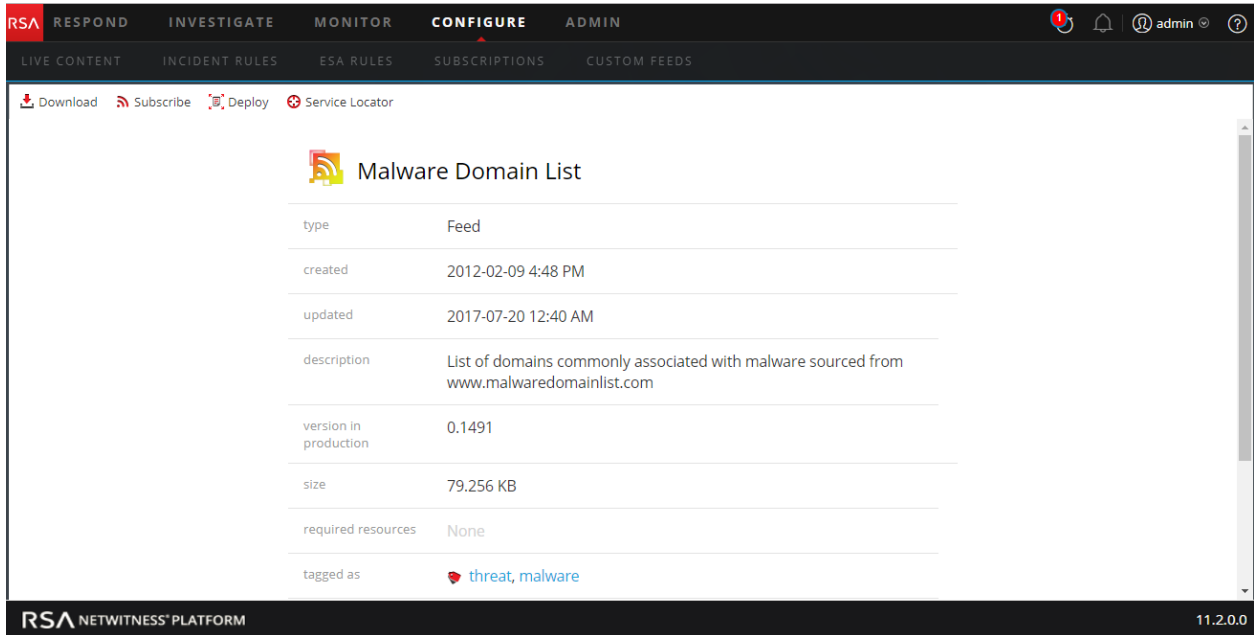 RSA RESPOND INVESTIGATE MONITOR CONFIGURE ADMIN 1 admin ?
LIVE CONTENT INCIDENT RULES ESA RULES SUBSCRIPTIONS CUSTOM FEEDS
Download Subscribe Deploy Service Locator
Malware Domain List
type Feed
created 2012-02-09 4:48 PM
updated 2017-07-20 12:40 AM
description List of domains commonly associated with malware sourced from
www.malwaredomainlist.com
version in 0.1491
production
size 79.256 KB
required resources None
tagged as threat, malware
RSA NETWITNESS® PLATFORM 11.2.0.0